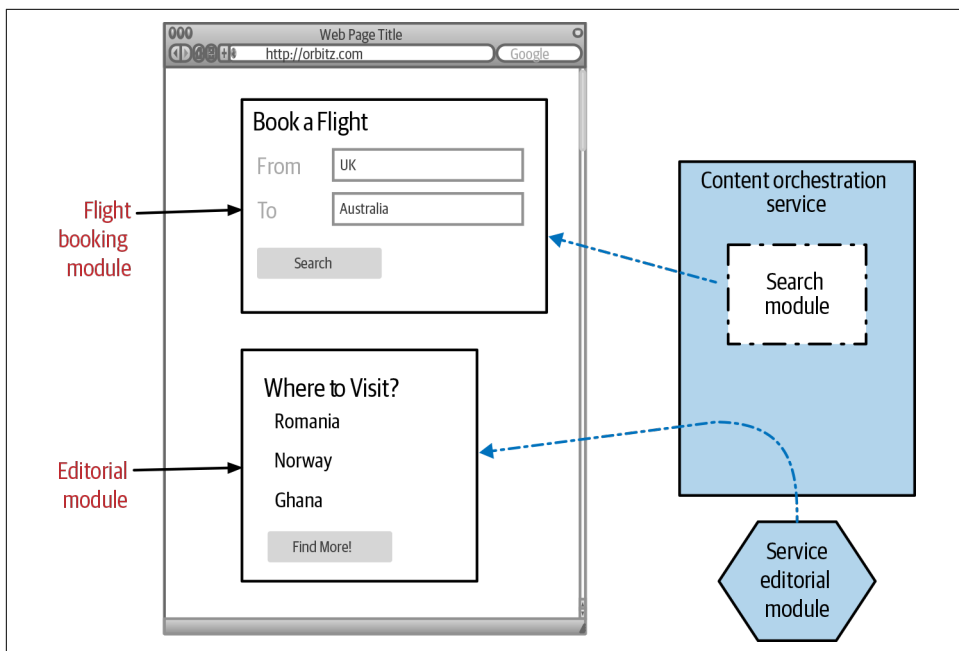 Web Page Title
http://orbitz.com
Google
Book a Flight
From
UK
To
Australia
Search
Flight
booking
module
Where to Visit?
Romania
Norway
Ghana
Find More!
Editorial
module
Content orchestration
service
Search
module
Service
editorial
module